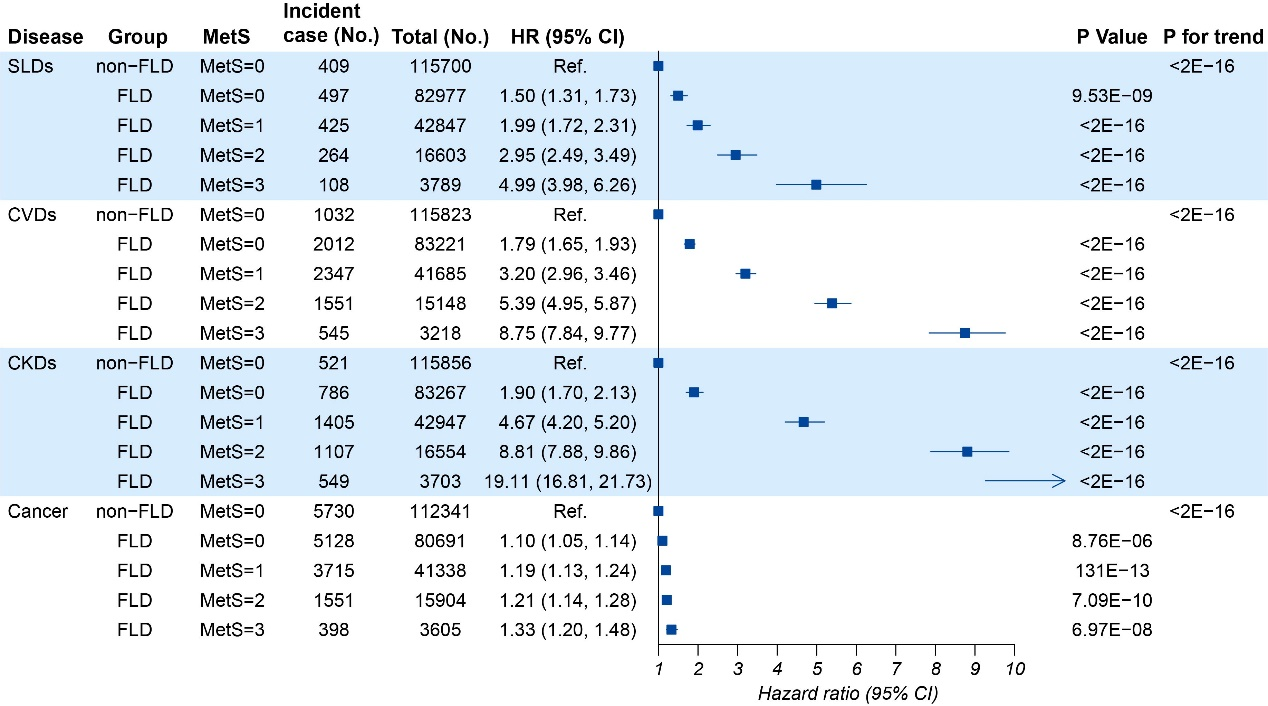 Disease Group MetS Incident case (No.) Total (No.) HR (95% CI) P Value P for trend
SLDs non−FLD MetS=0 409 115700 Ref. <2E−16
FLD MetS=0 497 82977 1.50 (1.31, 1.73) 9.53E−09
FLD MetS=1 425 42847 1.99 (1.72, 2.31) <2E−16
FLD MetS=2 264 16603 2.95 (2.49, 3.49) <2E−16
FLD MetS=3 108 3789 4.99 (3.98, 6.26) <2E−16
CVDs non−FLD MetS=0 1032 115823 Ref. <2E−16
FLD MetS=0 2012 83221 1.79 (1.65, 1.93) <2E−16
FLD MetS=1 2347 41685 3.20 (2.96, 3.46) <2E−16
FLD MetS=2 1551 15148 5.39 (4.95, 5.87) <2E−16
FLD MetS=3 545 3218 8.75 (7.84, 9.77) <2E−16
CKDs non−FLD MetS=0 521 115856 Ref. <2E−16
FLD MetS=0 786 83267 1.90 (1.70, 2.13) <2E−16
FLD MetS=1 1405 42947 4.67 (4.20, 5.20) <2E−16
FLD MetS=2 1107 16554 8.81 (7.88, 9.86) <2E−16
FLD MetS=3 549 3703 19.11 (16.81, 21.73) <2E−16
Cancer non−FLD MetS=0 5730 112341 Ref. <2E−16
FLD MetS=0 5128 80691 1.10 (1.05, 1.14) 8.76E−06
FLD MetS=1 3715 41338 1.19 (1.13, 1.24) 131E−13
FLD MetS=2 1551 15904 1.21 (1.14, 1.28) 7.09E−10
FLD MetS=3 398 3605 1.33 (1.20, 1.48) 6.97E−08
1 2 3 4 5 6 7 8 9 10
Hazard ratio (95% CI)